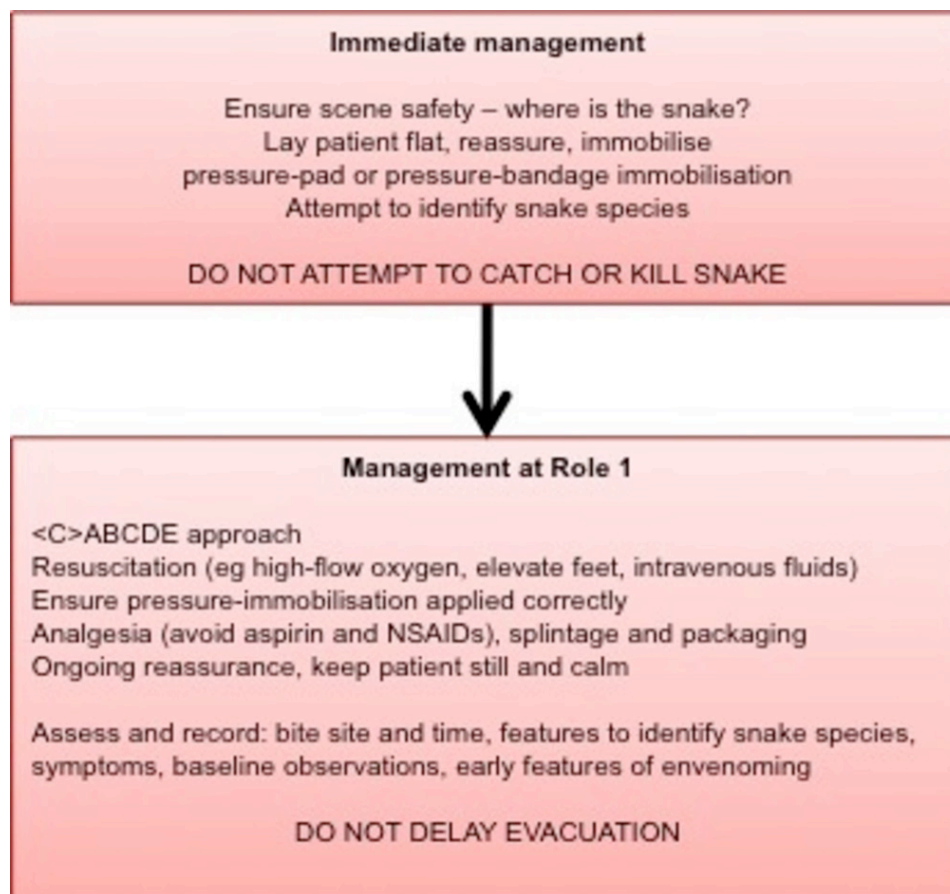 Immediate management
Ensure scene safety – where is the snake?
Lay patient flat, reassure, immobilise
pressure-pad or pressure-bandage immobilisation
Attempt to identify snake species
DO NOT ATTEMPT TO CATCH OR KILL SNAKE
Management at Role 1
<C>ABCDE approach
Resuscitation (eg high-flow oxygen, elevate feet, intravenous fluids)
Ensure pressure-immobilisation applied correctly
Analgesia (avoid aspirin and NSAIDs), splintage and packaging
Ongoing reassurance, keep patient still and calm
Assess and record: bite site and time, features to identify snake species,
symptoms, baseline observations, early features of envenoming
DO NOT DELAY EVACUATION